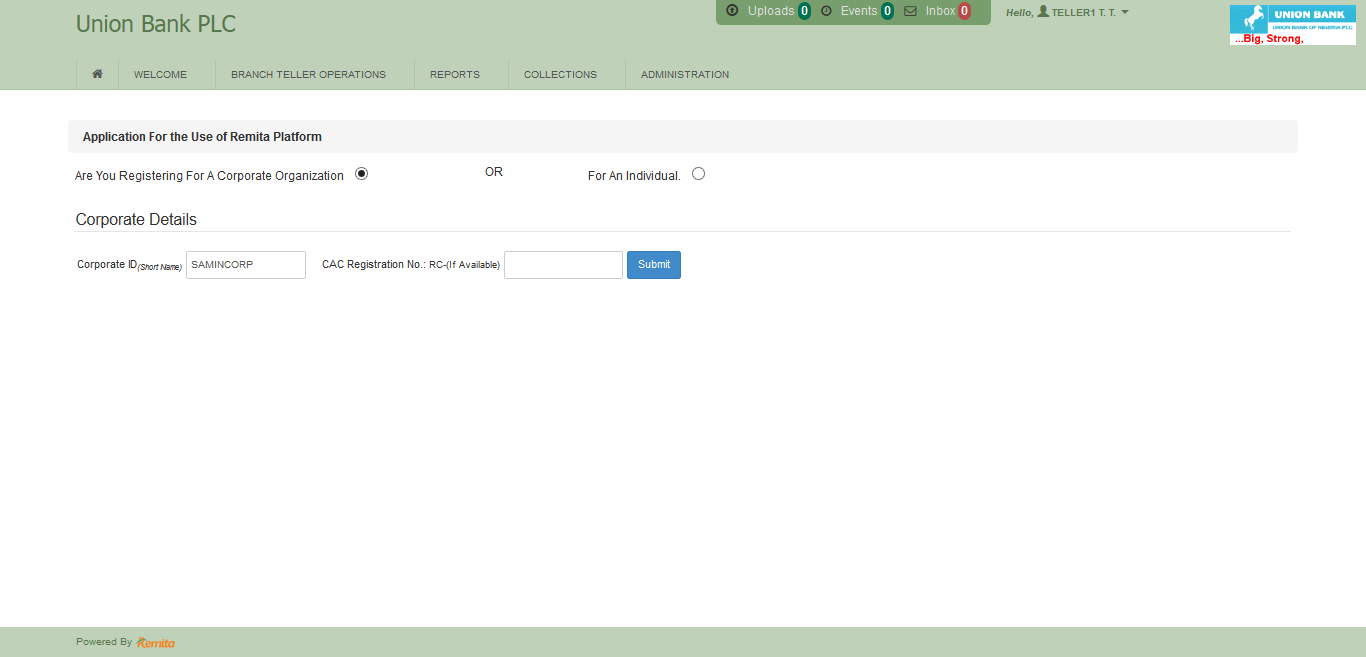 Union Bank PLC
Uploads 0 Events 0 Inbox 0
Hello, TELLER1 T. T.
UNION BANK
UNION BANK OF NIGERIA PLC
...Big, Strong,
WELCOME BRANCH TELLER OPERATIONS REPORTS COLLECTIONS ADMINISTRATION
Application For the Use of Remita Platform
Are You Registering For A Corporate Organization OR For An Individual.
Corporate Details
Corporate ID(Short Name) SAMINCORP CAC Registration No.: RC-(If Available) Submit
Powered By Remita